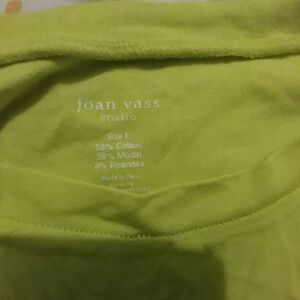 joan vass
studio
Size L
58% Cotton
39% Modal
3% Spandex
Made in Peru